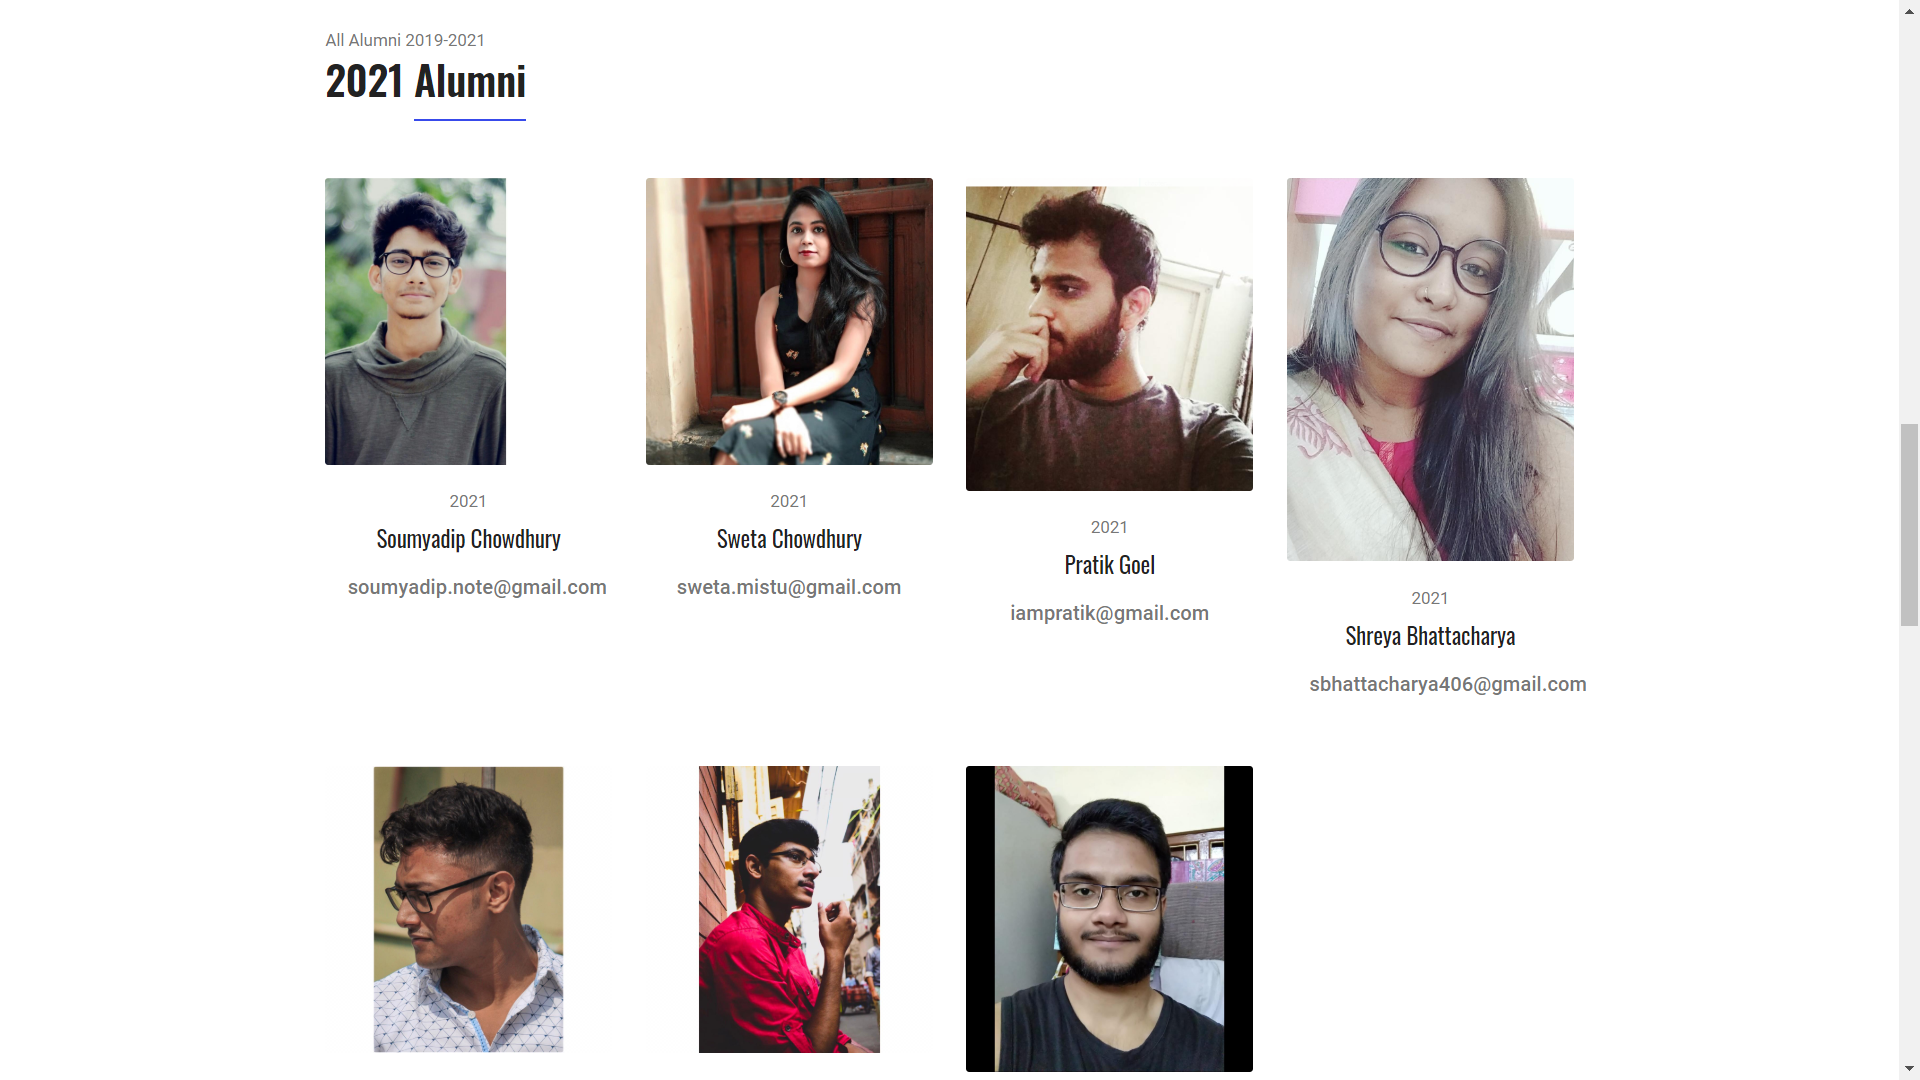 All Alumni 2019-2021
2021 Alumni
2021
Soumyadip Chowdhury
soumyadip.note@gmail.com
2021
Sweta Chowdhury
sweta.mistu@gmail.com
2021
Pratik Goel
iampratik@gmail.com
2021
Shreya Bhattacharya
sbhattacharya406@gmail.com